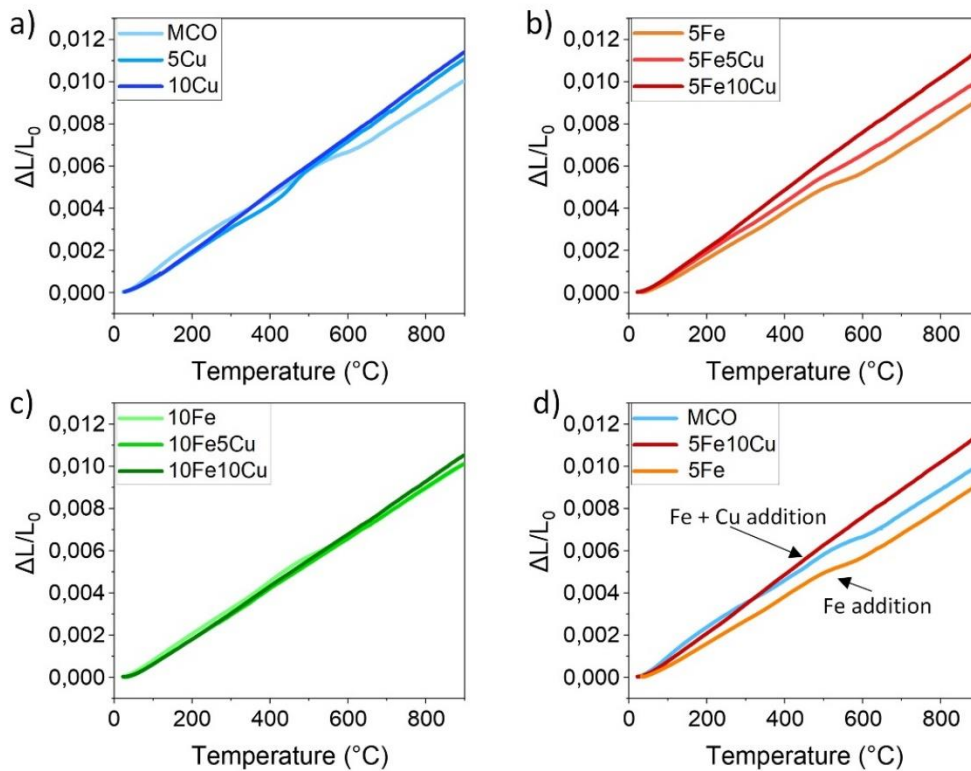 a)
MCO
5Cu
10Cu
0,012
0,010
0,008
0,006
0,004
0,002
0,000
ΔL/L₀
0 200 400 600 800
Temperature (°C)
b)
5Fe
5Fe5Cu
5Fe10Cu
0,012
0,010
0,008
0,006
0,004
0,002
0,000
ΔL/L₀
0 200 400 600 800
Temperature (°C)
c)
10Fe
10Fe5Cu
10Fe10Cu
0,012
0,010
0,008
0,006
0,004
0,002
0,000
ΔL/L₀
0 200 400 600 800
Temperature (°C)
d)
MCO
5Fe10Cu
5Fe
0,012
0,010
0,008
0,006
0,004
0,002
0,000
ΔL/L₀
Fe + Cu addition
Fe addition
0 200 400 600 800
Temperature (°C)